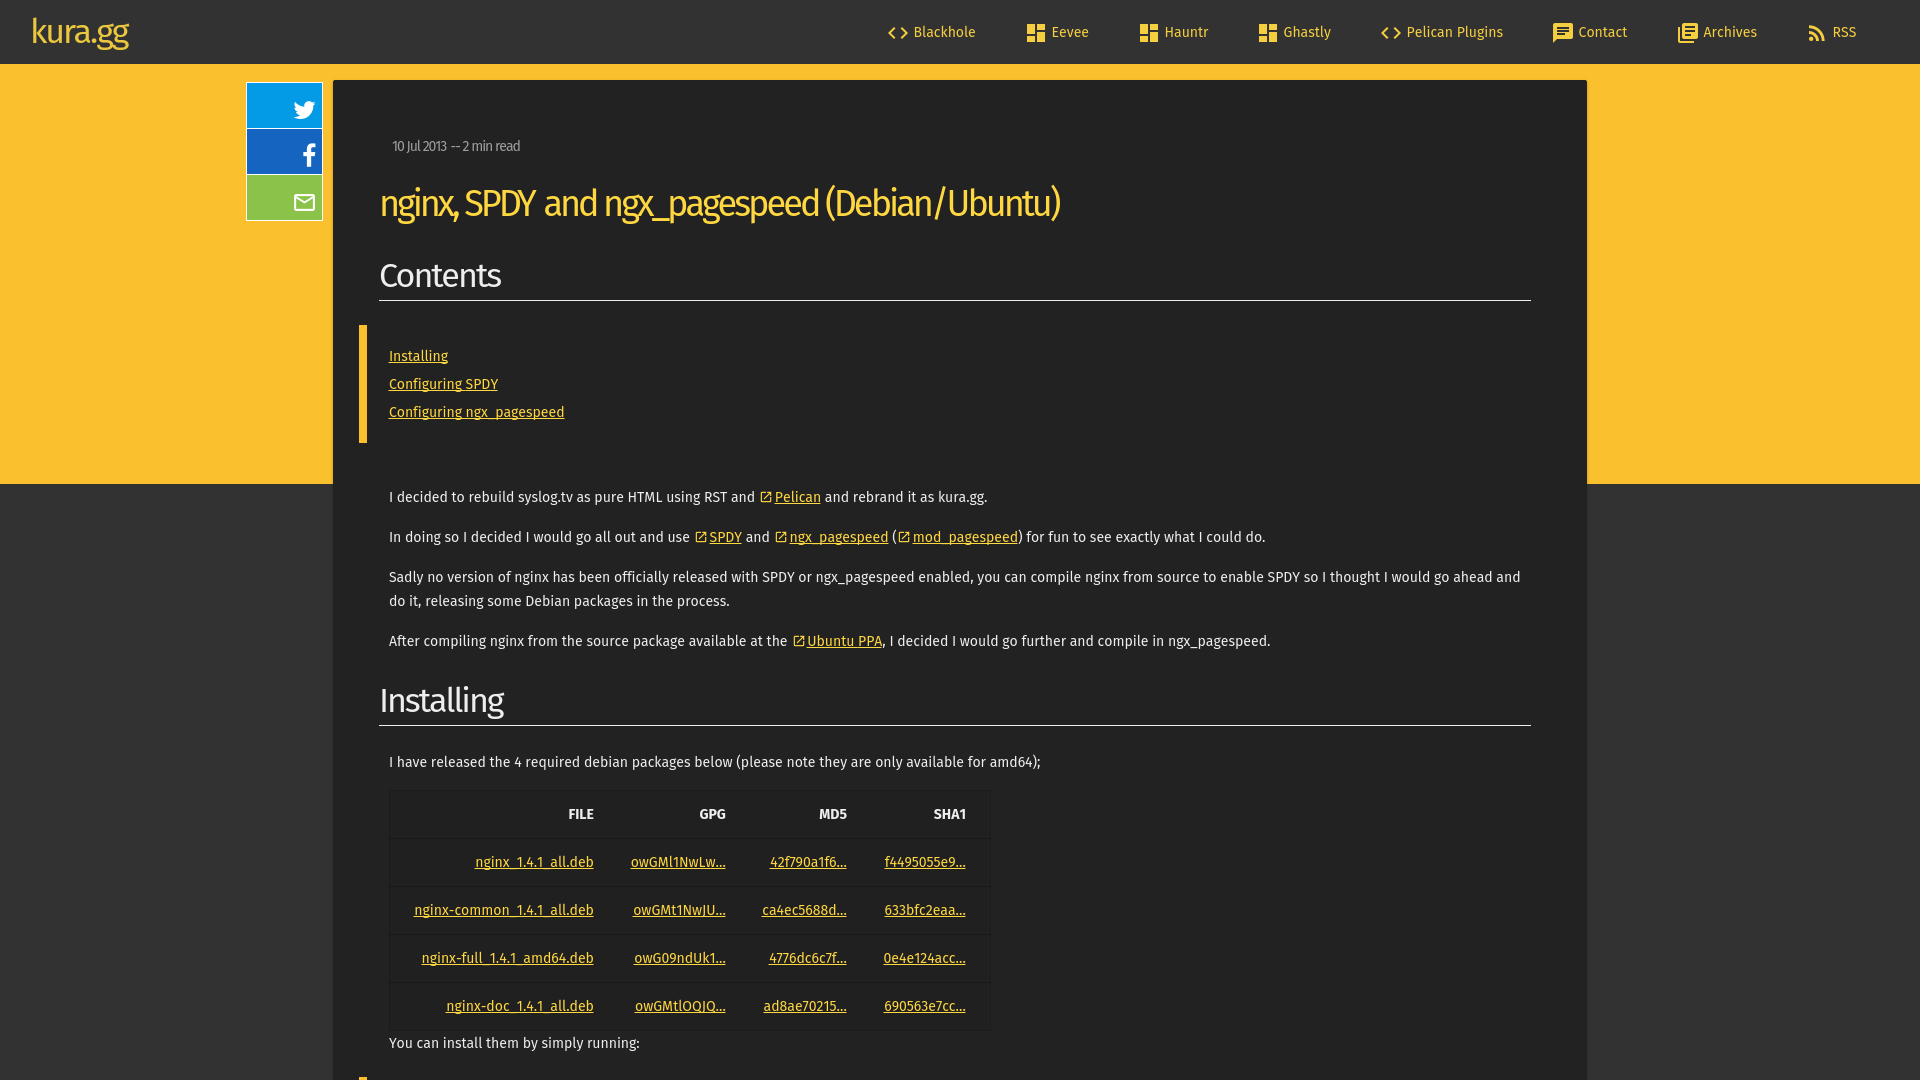 kura.gg
Blackhole
Eevee
Hauntr
Ghastly
Pelican Plugins
Contact
Archives
RSS
10 Jul 2013 -- 2 min read
nginx, SPDY and ngx_pagespeed (Debian/Ubuntu)
Contents
Installing
Configuring SPDY
Configuring ngx_pagespeed
I decided to rebuild syslog.tv as pure HTML using RST and Pelican and rebrand it as kura.gg.
In doing so I decided I would go all out and use SPDY and ngx_pagespeed (mod_pagespeed) for fun to see exactly what I could do.
Sadly no version of nginx has been officially released with SPDY or ngx_pagespeed enabled, you can compile nginx from source to enable SPDY so I thought I would go ahead and
do it, releasing some Debian packages in the process.
After compiling nginx from the source package available at the Ubuntu PPA, I decided I would go further and compile in ngx_pagespeed.
Installing
I have released the 4 required debian packages below (please note they are only available for amd64);
FILE GPG MD5 SHA1
nginx_1.4.1_all.deb owGMl1NwLw... 42f790a1f6... f4495055e9...
nginx-common_1.4.1_all.deb owGMt1NwJU... ca4ec5688d... 633bfc2eaa...
nginx-full_1.4.1_amd64.deb owG09ndUk1... 4776dc6c7f... 0e4e124acc...
nginx-doc_1.4.1_all.deb owGMtlOQJQ... ad8ae70215... 690563e7cc...
You can install them by simply running: